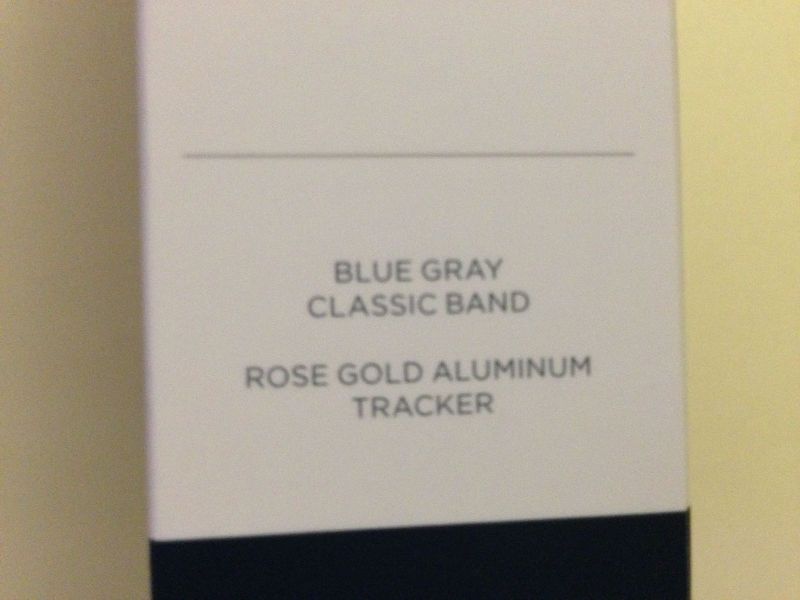 BLUE GRAY
CLASSIC BAND
ROSE GOLD ALUMINUM
TRACKER